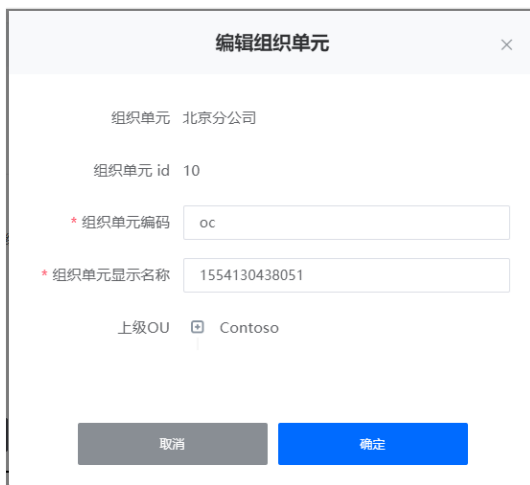 编辑组织单元
组织单元 北京分公司
组织单元 id 10
* 组织单元编码 oc
* 组织单元显示名称 1554130438051
上级OU Contoso
取消 确定